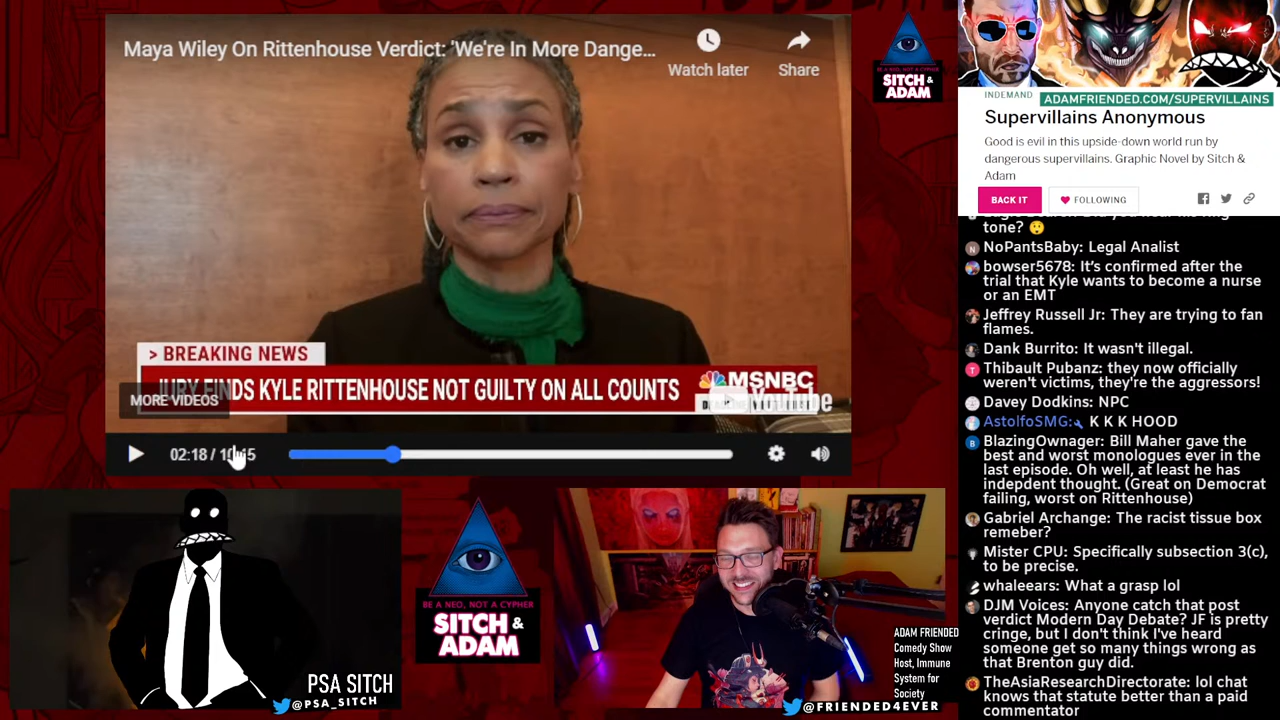 Maya Wiley On Rittenhouse Verdict: 'We're In More Dange...
Watch later
Share
> BREAKING NEWS
JURY FINDS KYLE RITTENHOUSE NOT GUILTY ON ALL COUNTS
MSNBC
YouTube
MORE VIDEOS
02:18 /
BE A NEO, NOT A CYPHER
SITCH &
ADAM
INDEMAND
ADAMFRIENDED.COM/SUPERVILLAINS
Supervillains Anonymous
Good is evil in this upside-down world run by
dangerous supervillains. Graphic Novel by Sitch &
Adam
BACK IT
FOLLOWING
tone? 😮
NoPantsBaby: Legal Analist
bowser5678: It's confirmed after the
trial that Kyle wants to become a nurse
or an EMT
Jeffrey Russell Jr: They are trying to fan
flames.
Dank Burrito: It wasn't illegal.
Thibault Pubanz: they now officially
weren't victims, they're the aggressors!
Davey Dodkins: NPC
AstolfoSMG: K K K HOOD
BlazingOwnager: Bill Maher gave the
best and worst monologues ever in the
last episode. Oh well, at least he has
indepdent thought. (Great on Democrat
failing, worst on Rittenhouse)
Gabriel Archange: The racist tissue box
remeber?
Mister CPU: Specifically subsection 3(c),
to be precise.
whaleears: What a grasp lol
DJM Voices: Anyone catch that post
verdict Modern Day Debate? JF is pretty
cringe, but I don't think I've heard
someone get so many things wrong as
that Brenton guy did.
TheAsiaResearchDirectorate: lol chat
knows that statute better than a paid
commentator
PSA SITCH
@PSA_SITCH
BE A NEO, NOT A CYPHER
SITCH &
ADAM
ADAM FRIENDED
Comedy Show
Host, Immune
System for
Society
@FRIENDED4EVER